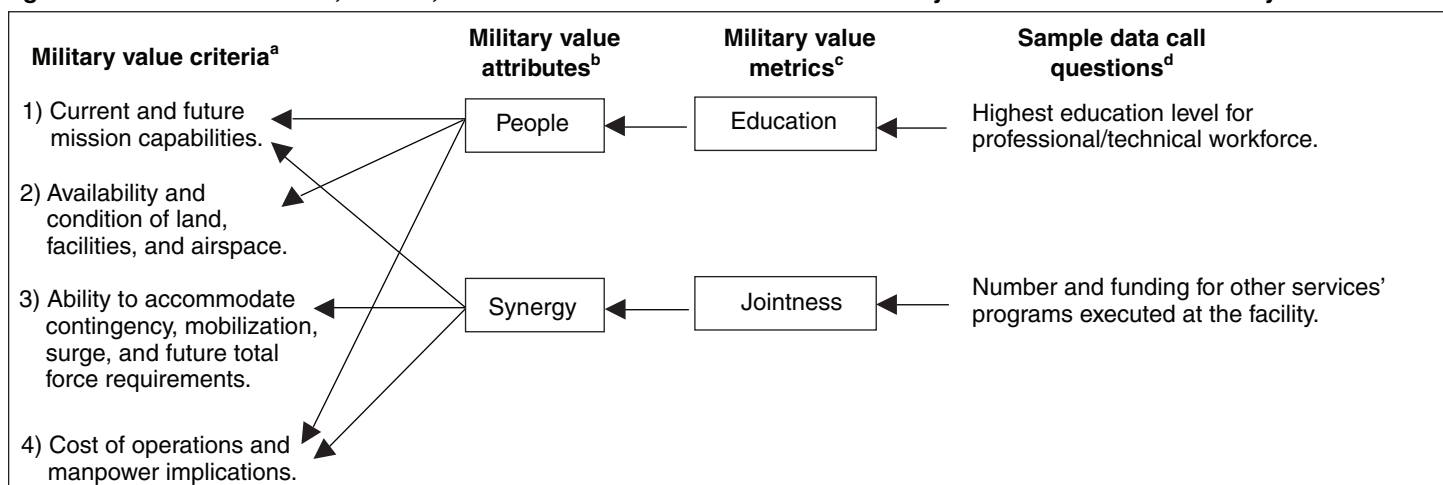 Military value criteriaa
Military value
attributesb
Military value
metricsc
Sample data call
questionsd
1) Current and future
mission capabilities.
2) Availability and
condition of land,
facilities, and airspace.
3) Ability to accommodate
contingency, mobilization,
surge, and future total
force requirements.
4) Cost of operations and
manpower implications.
People
Education
Highest education level for
professional/technical workforce.
Synergy
Jointness
Number and funding for other services’
programs executed at the facility.